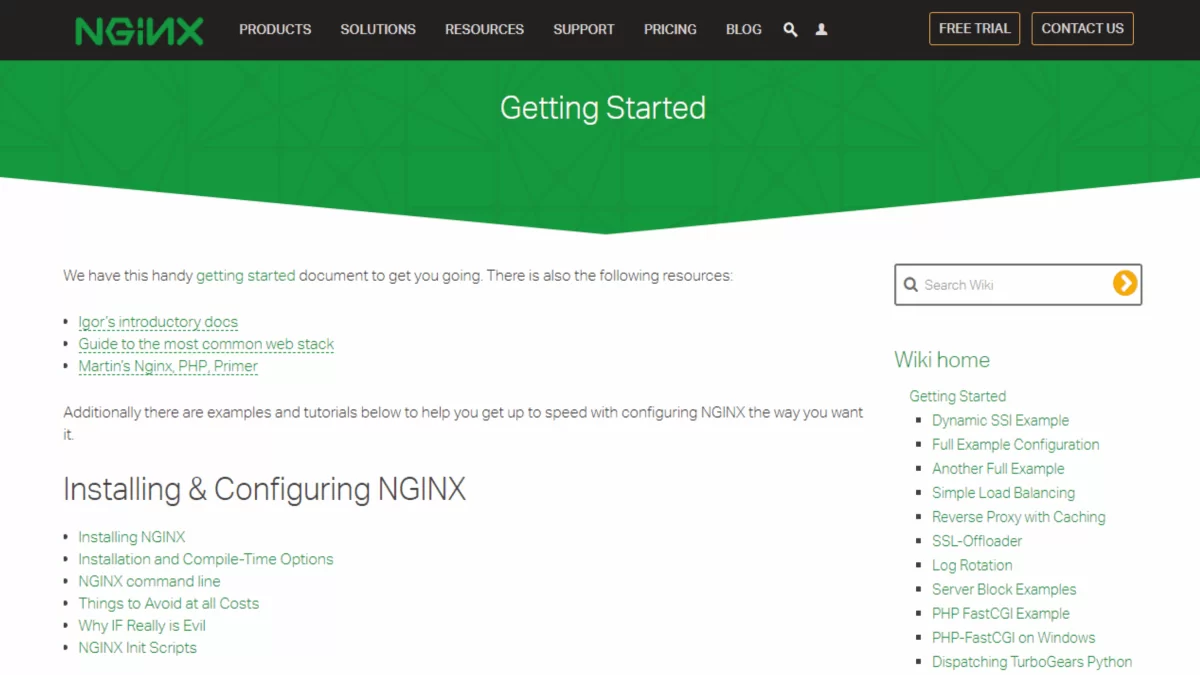 NGINX PRODUCTS SOLUTIONS RESOURCES SUPPORT PRICING BLOG FREE TRIAL CONTACT US
Getting Started
We have this handy getting started document to get you going. There is also the following resources:
• Igor's introductory docs
• Guide to the most common web stack
• Martin's Nginx, PHP, Primer
Additionally there are examples and tutorials below to help you get up to speed with configuring NGINX the way you want
it.
Installing & Configuring NGINX
• Installing NGINX
• Installation and Compile-Time Options
• NGINX command line
• Things to Avoid at all Costs
• Why IF Really is Evil
• NGINX Init Scripts
Search Wiki
Wiki home
Getting Started
▪ Dynamic SSI Example
▪ Full Example Configuration
▪ Another Full Example
▪ Simple Load Balancing
▪ Reverse Proxy with Caching
▪ SSL-Offloader
▪ Log Rotation
▪ Server Block Examples
▪ PHP FastCGI Example
▪ PHP-FastCGI on Windows
▪ Dispatching TurboGears Python